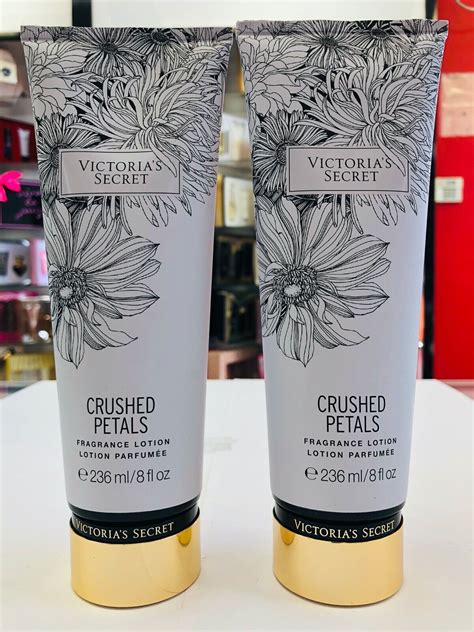 VICTORIA'S
SECRET
CRUSHED
PETALS
FRAGRANCE LOTION
LOTION PARFUMÉE
℮ 236 ml/8 fl oz
VICTORIA'S SECRET
VICTORIA'S
SECRET
CRUSHED
PETALS
FRAGRANCE LOTION
LOTION PARFUMÉE
℮ 236 ml/8 fl oz
VICTORIA'S SECRET